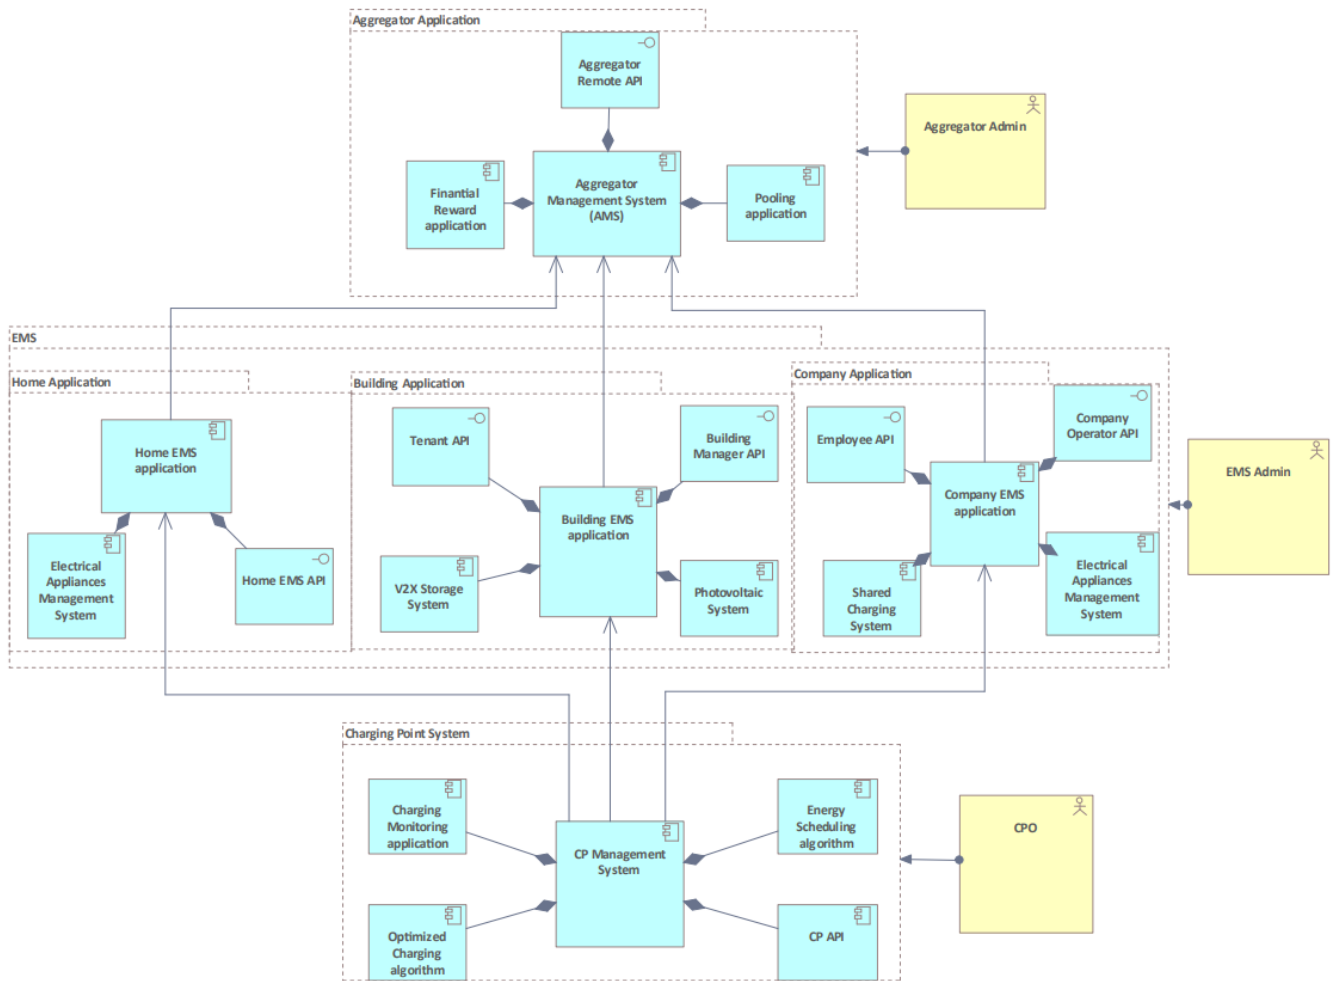 Aggregator Application
Aggregator
Remote API
Aggregator Admin
Finantial
Reward
application
Aggregator
Management System
(AMS)
Pooling
application
EMS
Home Application
Building Application
Company Application
Home EMS
application
Tenant API
Building
Manager API
Employee API
Company
Operator API
EMS Admin
Building EMS
application
Company EMS
application
Electrical
Appliances
Management
System
Home EMS API
V2X Storage
System
Photovoltaic
System
Shared
Charging
System
Electrical
Appliances
Management
System
Charging Point System
Charging
Monitoring
application
Energy
Scheduling
algorithm
CPO
CP Management
System
Optimized
Charging
algorithm
CP API